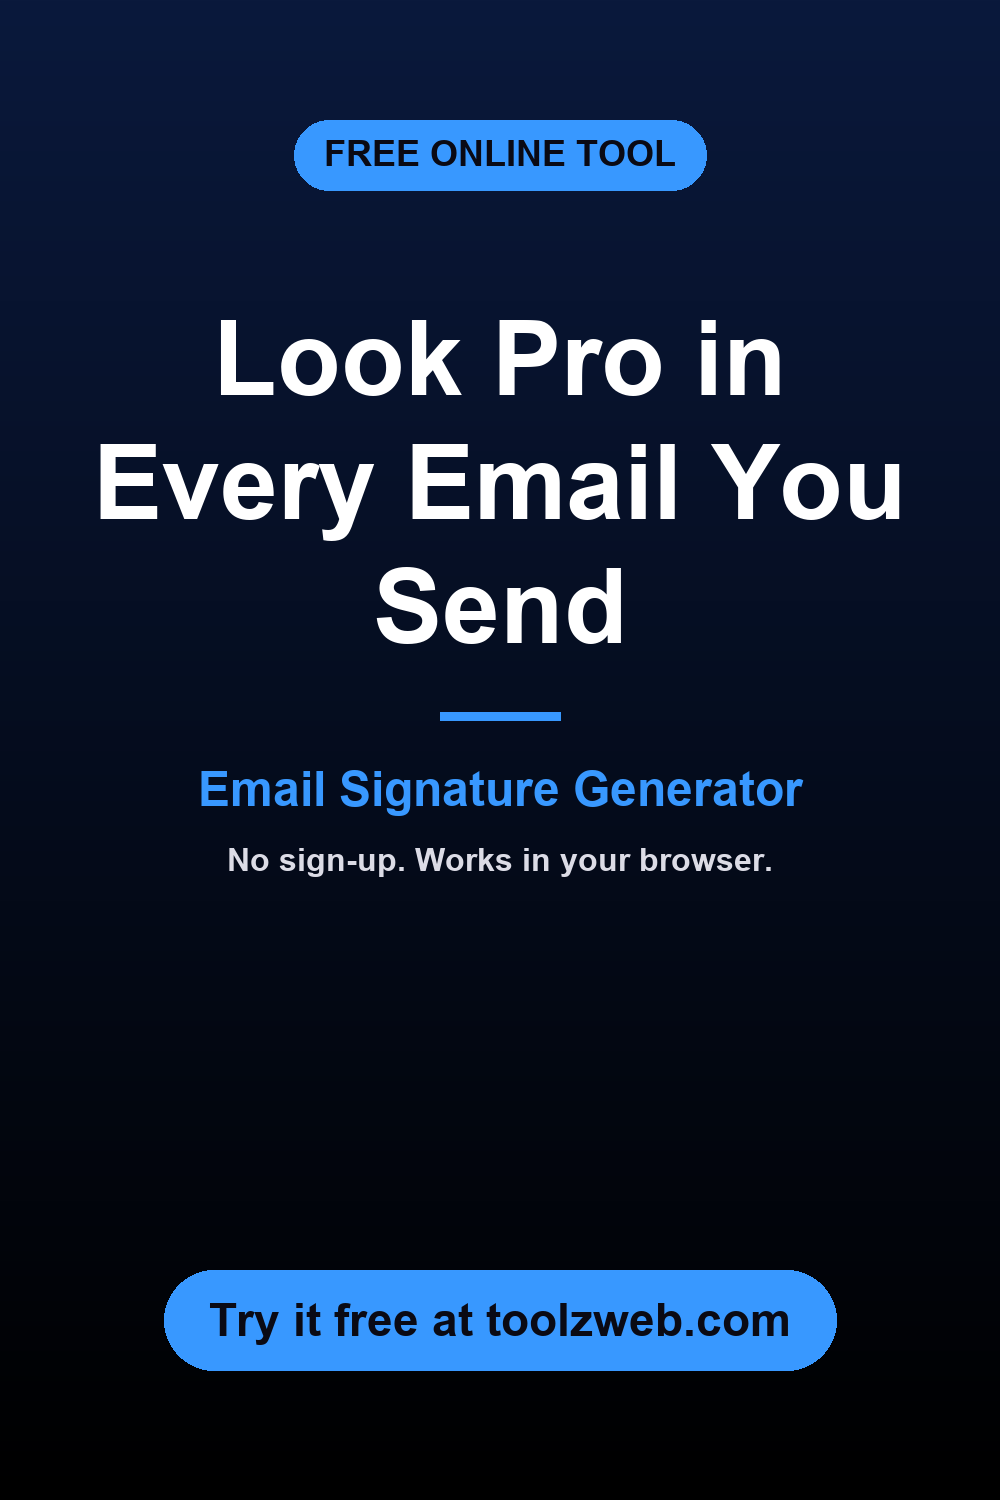 FREE ONLINE TOOL
Look Pro in
Every Email You
Send
Email Signature Generator
No sign-up. Works in your browser.
Try it free at toolzweb.com